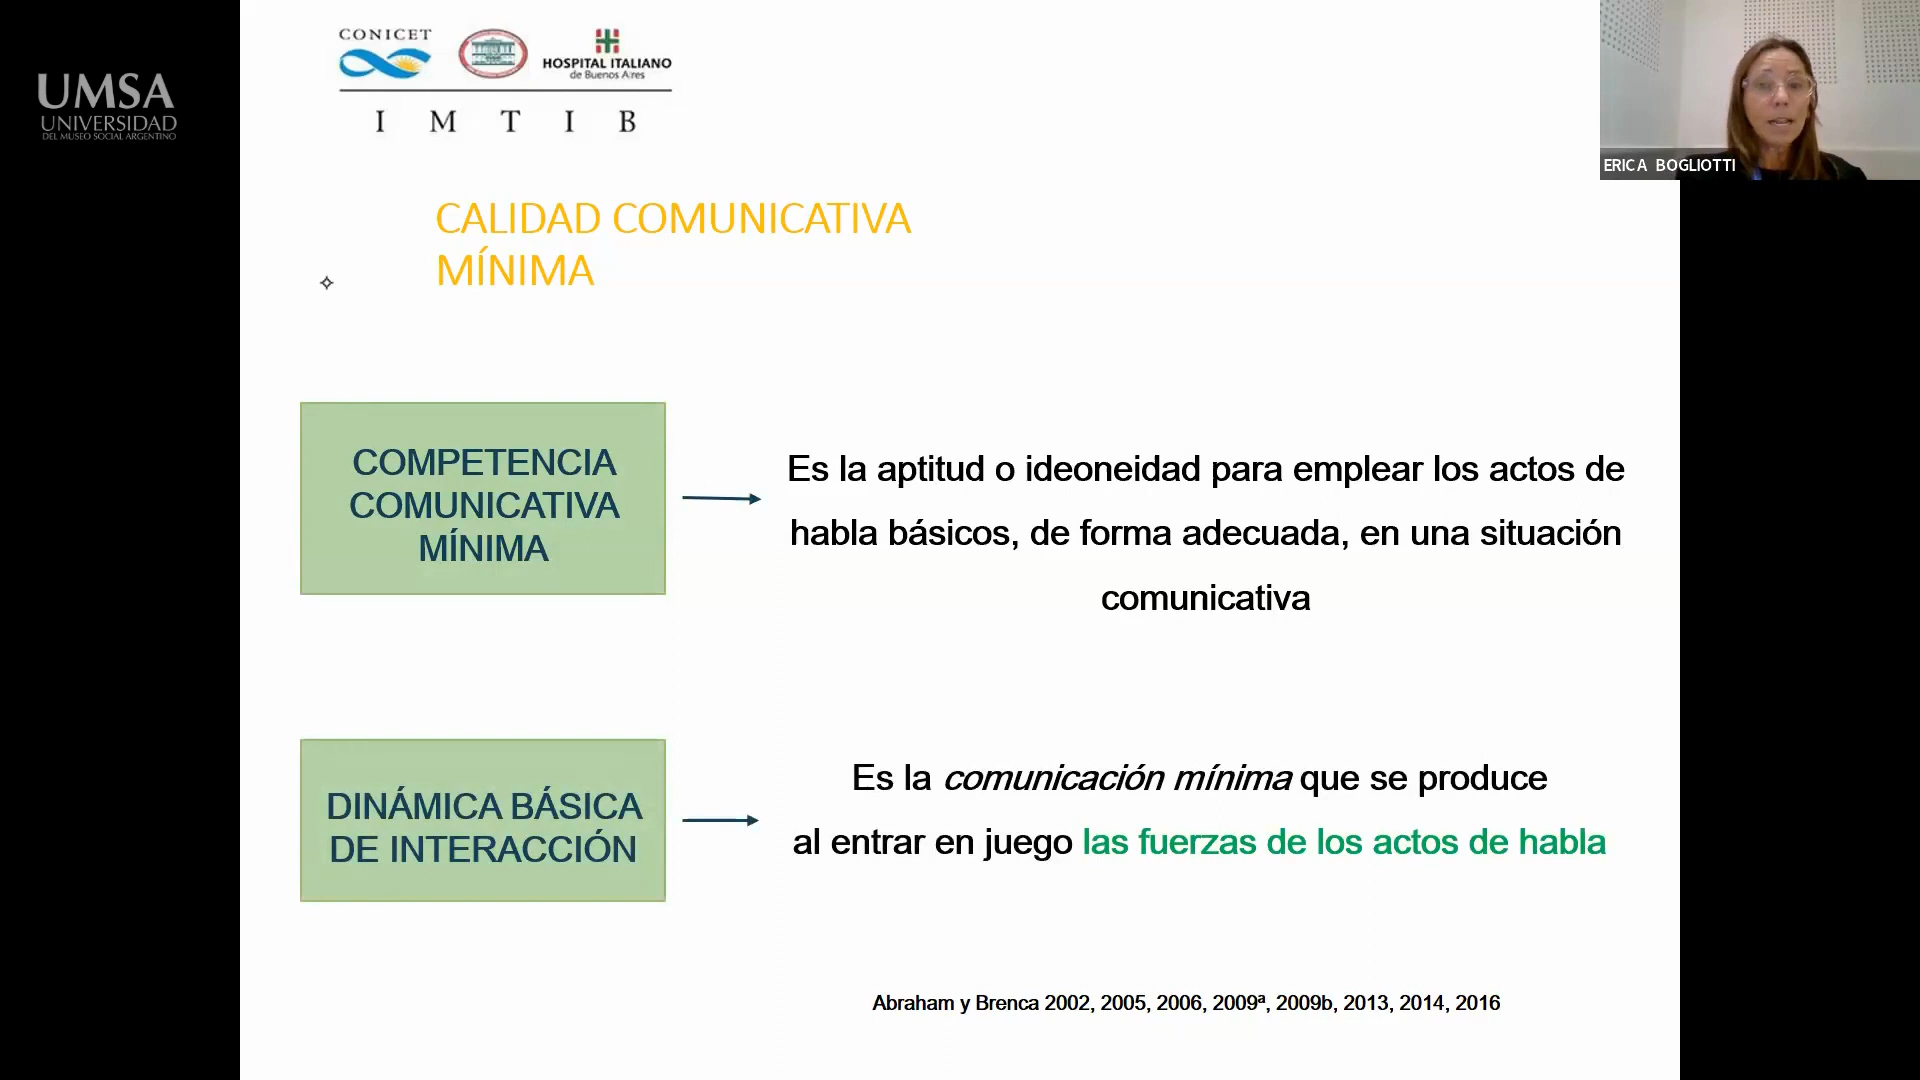 UMSA
UNIVERSIDAD
DEL MUSEO SOCIAL ARGENTINO
CONICET
HOSPITAL ITALIANO
de Buenos Aires
I M T I B
ERICA BOGLIOTTI
CALIDAD COMUNICATIVA
MÍNIMA
COMPETENCIA
COMUNICATIVA
MÍNIMA
Es la aptitud o ideoneidad para emplear los actos de
habla básicos, de forma adecuada, en una situación
comunicativa
DINÁMICA BÁSICA
DE INTERACCIÓN
Es la comunicación mínima que se produce
al entrar en juego las fuerzas de los actos de habla
Abraham y Brenca 2002, 2005, 2006, 2009ª, 2009b, 2013, 2014, 2016